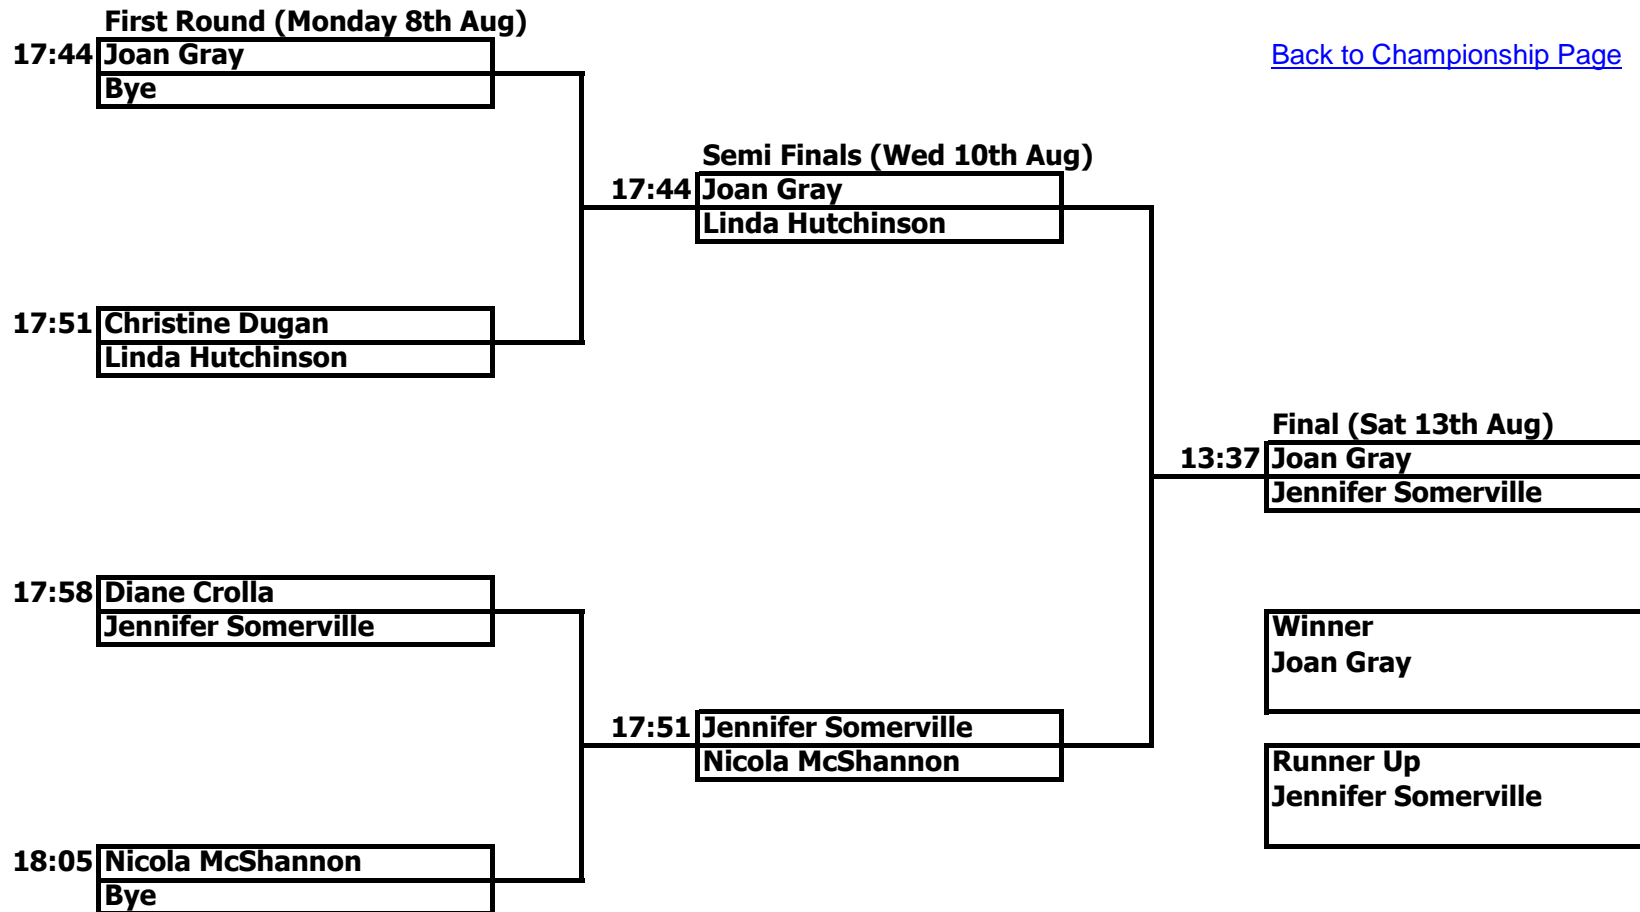 First Round (Monday 8th Aug)
17:44 Joan Gray
Bye
Back to Championship Page
Semi Finals (Wed 10th Aug)
17:44 Joan Gray
Linda Hutchinson
17:51 Christine Dugan
Linda Hutchinson
Final (Sat 13th Aug)
13:37 Joan Gray
Jennifer Somerville
17:58 Diane Crolla
Jennifer Somerville
Winner
Joan Gray
17:51 Jennifer Somerville
Nicola McShannon
Runner Up
Jennifer Somerville
18:05 Nicola McShannon
Bye